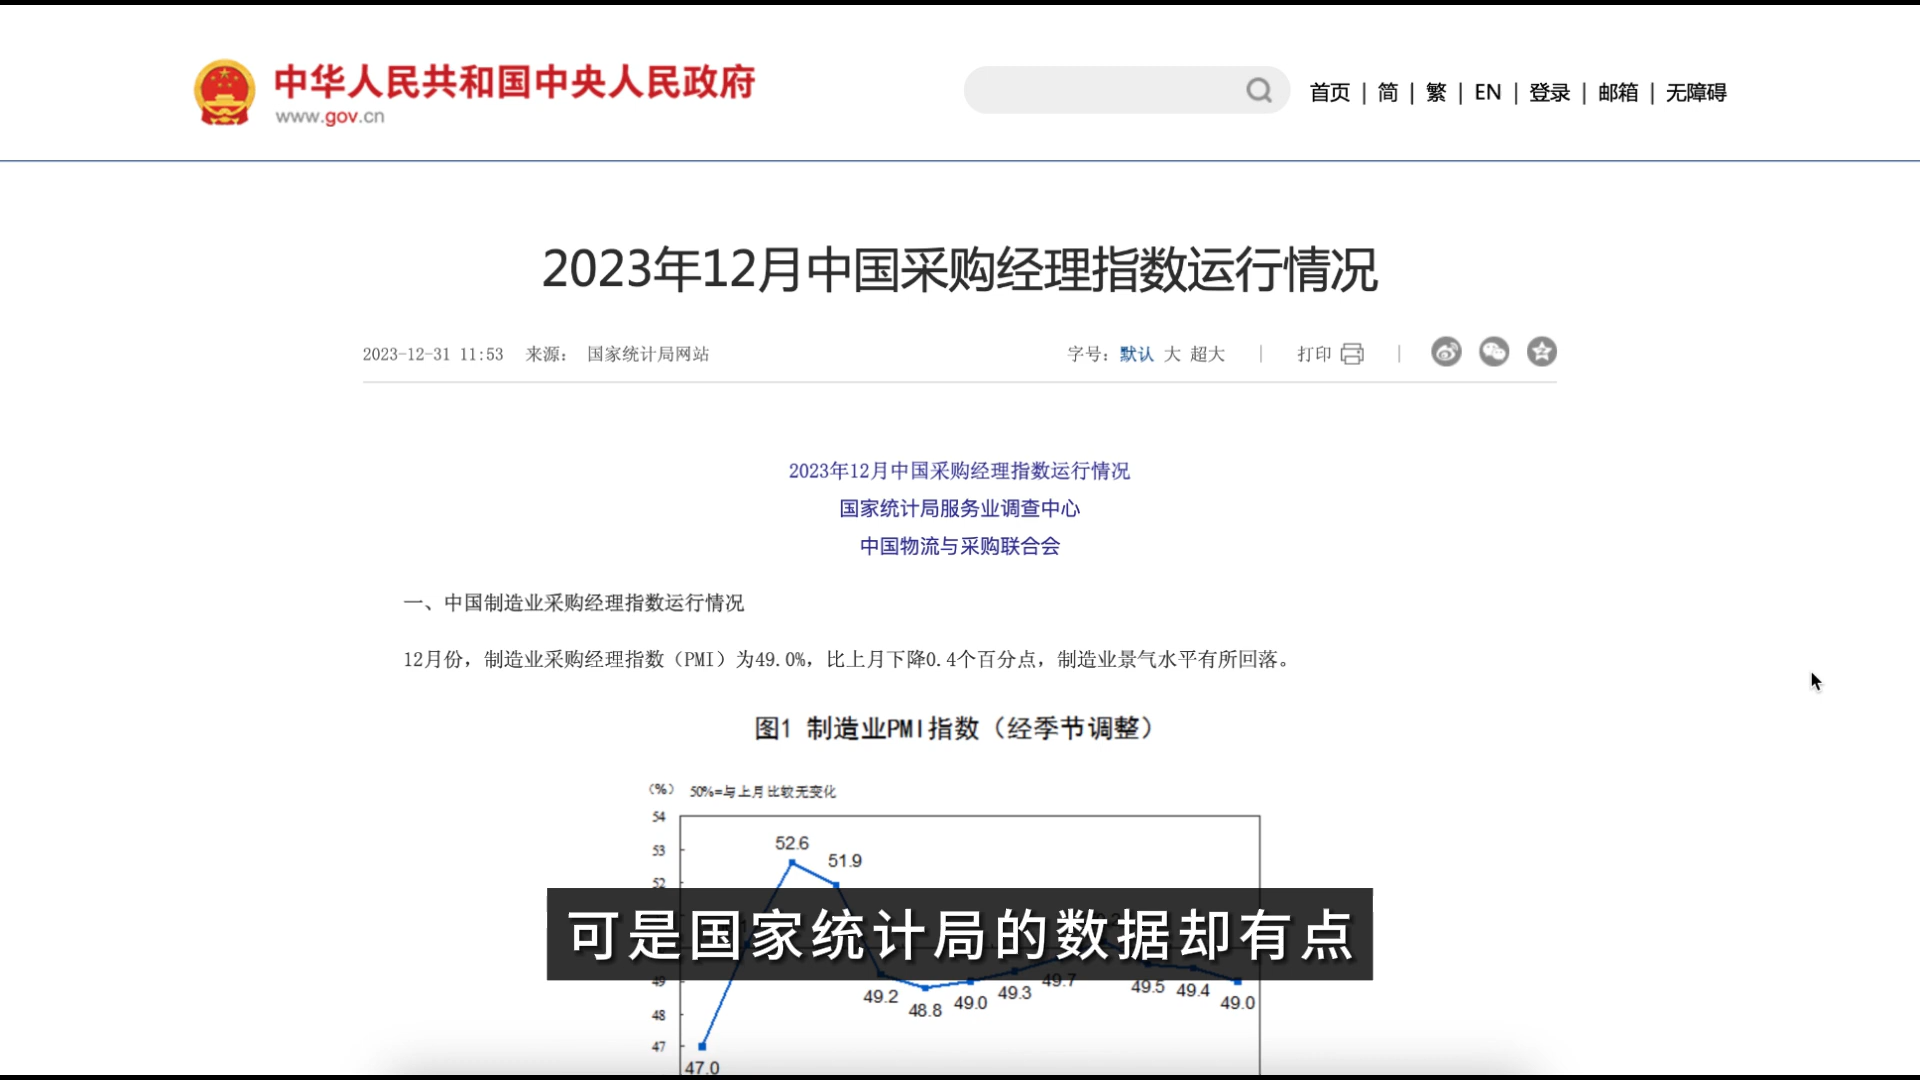 中华人民共和国中央人民政府
www.gov.cn
首页 | 简 | 繁 | EN | 登录 | 邮箱 | 无障碍
2023年12月中国采购经理指数运行情况
2023-12-31 11:53 来源： 国家统计局网站
字号：默认 大 超大 | 打印 |
2023年12月中国采购经理指数运行情况
国家统计局服务业调查中心
中国物流与采购联合会
一、中国制造业采购经理指数运行情况
12月份，制造业采购经理指数（PMI）为49.0%，比上月下降0.4个百分点，制造业景气水平有所回落。
图1 制造业PMI指数（经季节调整）
（%） 50%=与上月比较无变化
54
53
52
49
48
47
52.6
51.9
可是国家统计局的数据却有点
49.2
48.8
49.0
49.3
49.7
49.5
49.4
49.0
47.0